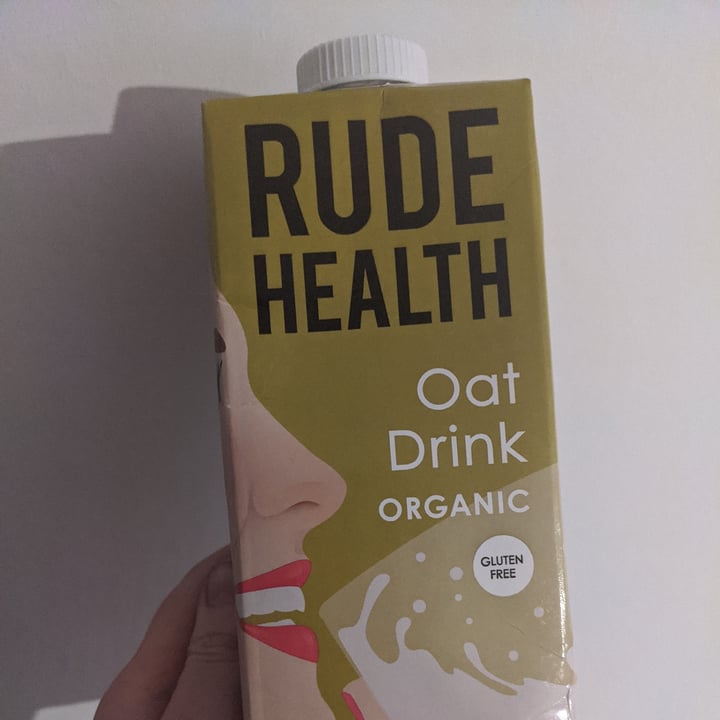 RUDE
HEALTH
Oat
Drink
ORGANIC
GLUTEN
FREE